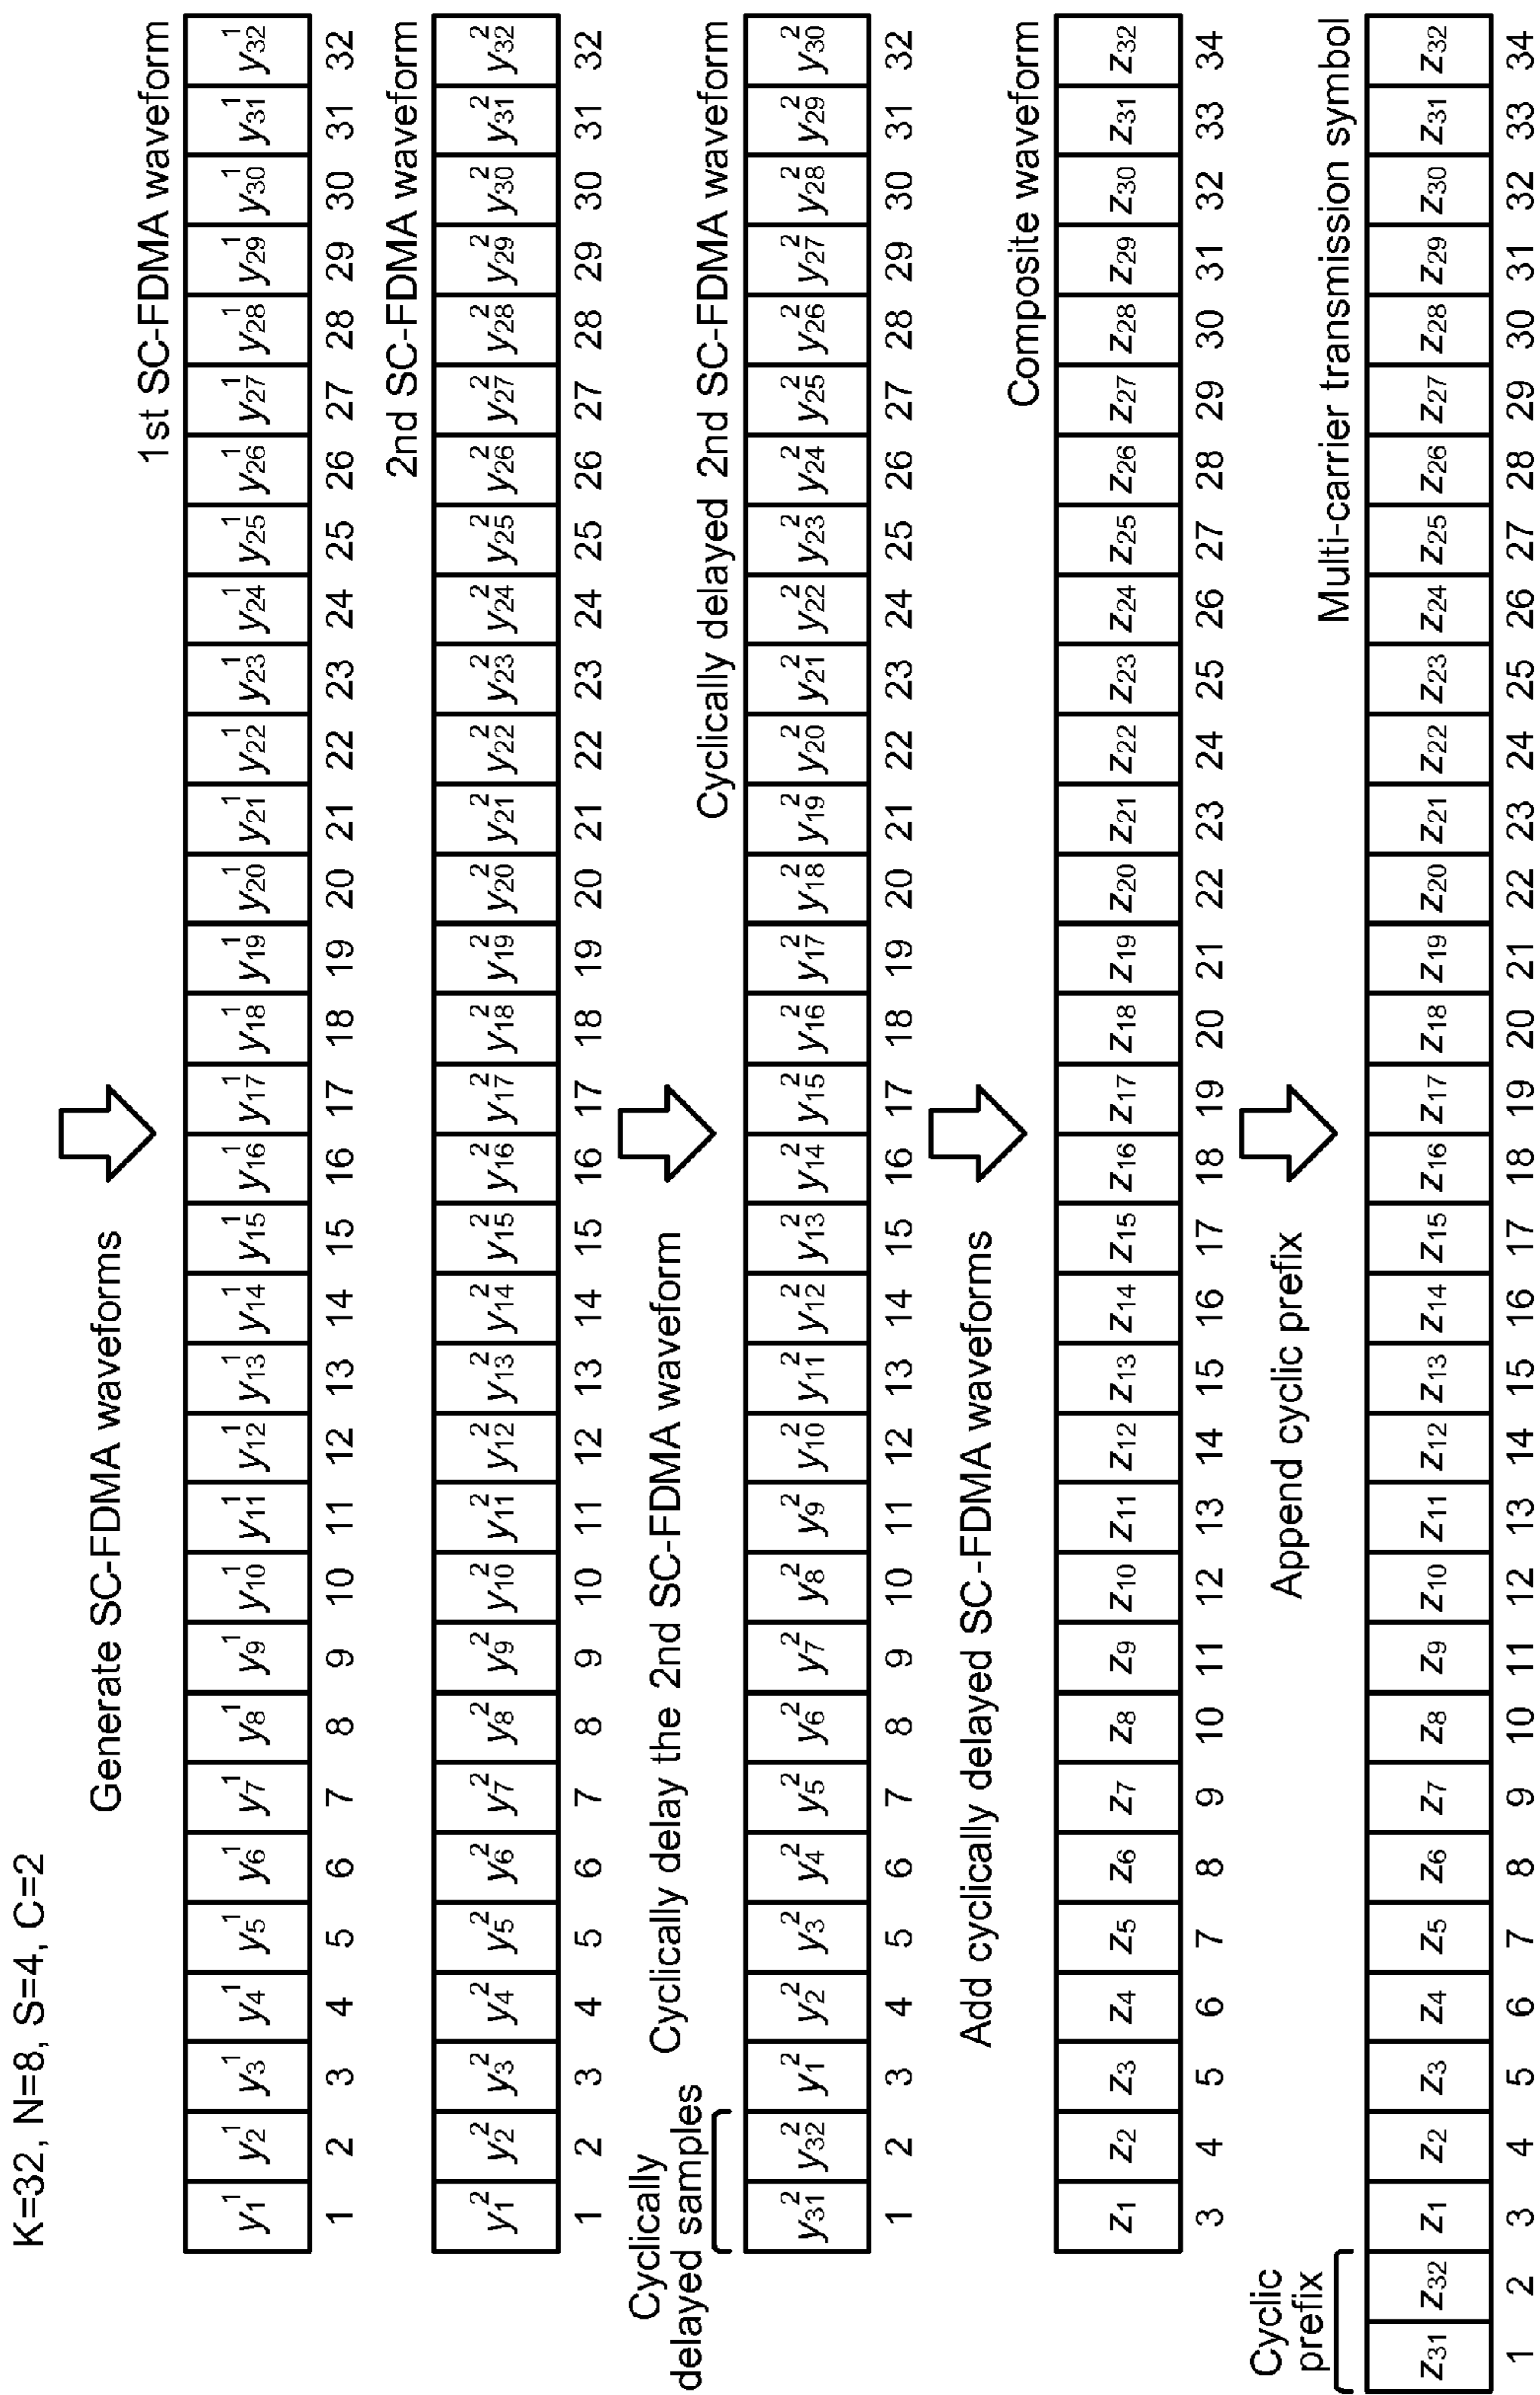 K=32, N=8, S=4, C=2
Generate SC-FDMA waveforms
1st SC-FDMA waveform
y₁¹ y₂¹ y₃¹ y₄¹ y₅¹ y₆¹ y₇¹ y₈¹ y₉¹ y₁₀¹ y₁₁¹ y₁₂¹ y₁₃¹ y₁₄¹ y₁₅¹ y₁₆¹ y₁₇¹ y₁₈¹ y₁₉¹ y₂₀¹ y₂₁¹ y₂₂¹ y₂₃¹ y₂₄¹ y₂₅¹ y₂₆¹ y₂₇¹ y₂₈¹ y₂₉¹ y₃₀¹ y₃₁¹ y₃₂¹
1 2 3 4 5 6 7 8 9 10 11 12 13 14 15 16 17 18 19 20 21 22 23 24 25 26 27 28 29 30 31 32
2nd SC-FDMA waveform
y₁² y₂² y₃² y₄² y₅² y₆² y₇² y₈² y₉² y₁₀² y₁₁² y₁₂² y₁₃² y₁₄² y₁₅² y₁₆² y₁₇² y₁₈² y₁₉² y₂₀² y₂₁² y₂₂² y₂₃² y₂₄² y₂₅² y₂₆² y₂₇² y₂₈² y₂₉² y₃₀² y₃₁² y₃₂²
1 2 3 4 5 6 7 8 9 10 11 12 13 14 15 16 17 18 19 20 21 22 23 24 25 26 27 28 29 30 31 32
Cyclically
delayed samples
Cyclically delay the 2nd SC-FDMA waveform
Cyclically delayed 2nd SC-FDMA waveform
y₃₁² y₃₂² y₁² y₂² y₃² y₄² y₅² y₆² y₇² y₈² y₉² y₁₀² y₁₁² y₁₂² y₁₃² y₁₄² y₁₅² y₁₆² y₁₇² y₁₈² y₁₉² y₂₀² y₂₁² y₂₂² y₂₃² y₂₄² y₂₅² y₂₆² y₂₇² y₂₈² y₂₉² y₃₀²
1 2 3 4 5 6 7 8 9 10 11 12 13 14 15 16 17 18 19 20 21 22 23 24 25 26 27 28 29 30 31 32
Add cyclically delayed SC-FDMA waveforms
Composite waveform
z₁ z₂ z₃ z₄ z₅ z₆ z₇ z₈ z₉ z₁₀ z₁₁ z₁₂ z₁₃ z₁₄ z₁₅ z₁₆ z₁₇ z₁₈ z₁₉ z₂₀ z₂₁ z₂₂ z₂₃ z₂₄ z₂₅ z₂₆ z₂₇ z₂₈ z₂₉ z₃₀ z₃₁ z₃₂
3 4 5 6 7 8 9 10 11 12 13 14 15 16 17 18 19 20 21 22 23 24 25 26 27 28 29 30 31 32 33 34
Cyclic
prefix
Append cyclic prefix
Multi-carrier transmission symbol
z₃₁ z₃₂ z₁ z₂ z₃ z₄ z₅ z₆ z₇ z₈ z₉ z₁₀ z₁₁ z₁₂ z₁₃ z₁₄ z₁₅ z₁₆ z₁₇ z₁₈ z₁₉ z₂₀ z₂₁ z₂₂ z₂₃ z₂₄ z₂₅ z₂₆ z₂₇ z₂₈ z₂₉ z₃₀ z₃₁ z₃₂
1 2 3 4 5 6 7 8 9 10 11 12 13 14 15 16 17 18 19 20 21 22 23 24 25 26 27 28 29 30 31 32 33 34